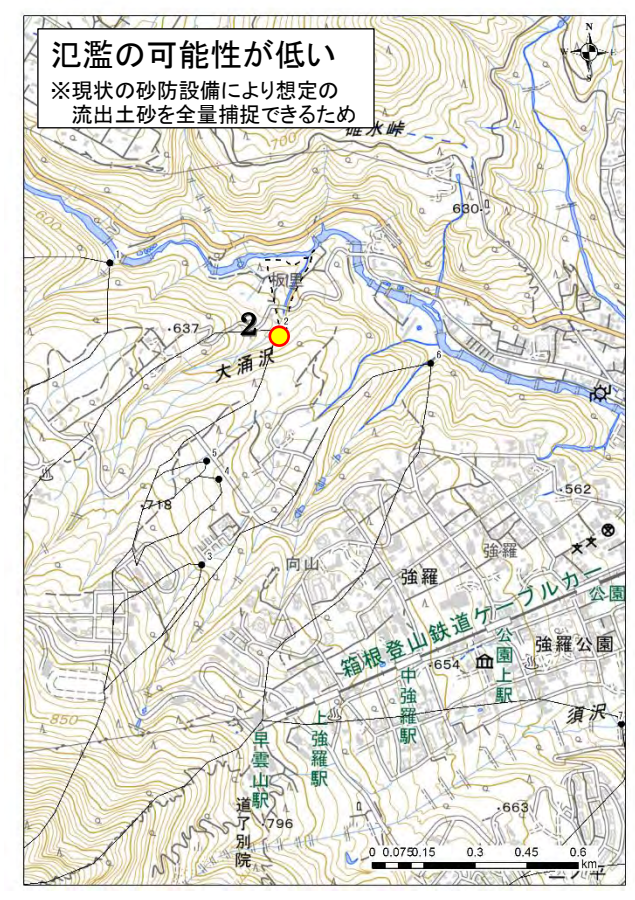 氾濫の可能性が低い
※現状の砂防設備により想定の
流出土砂を全量捕捉できるため
N
W
E
S
碓氷峠
700
600
630
1
板里
2
2
637
大涌沢
6
5
4
718
562
3
向山
強羅
強羅
公園
箱根登山鉄道ケーブルカー
公園上駅
強羅公園
654
中強羅駅
上強羅駅
早雲山駅
須沢
7
850
道了別院
796
663
0 0.075 0.15 0.3 0.45 0.6
km
二ノ平